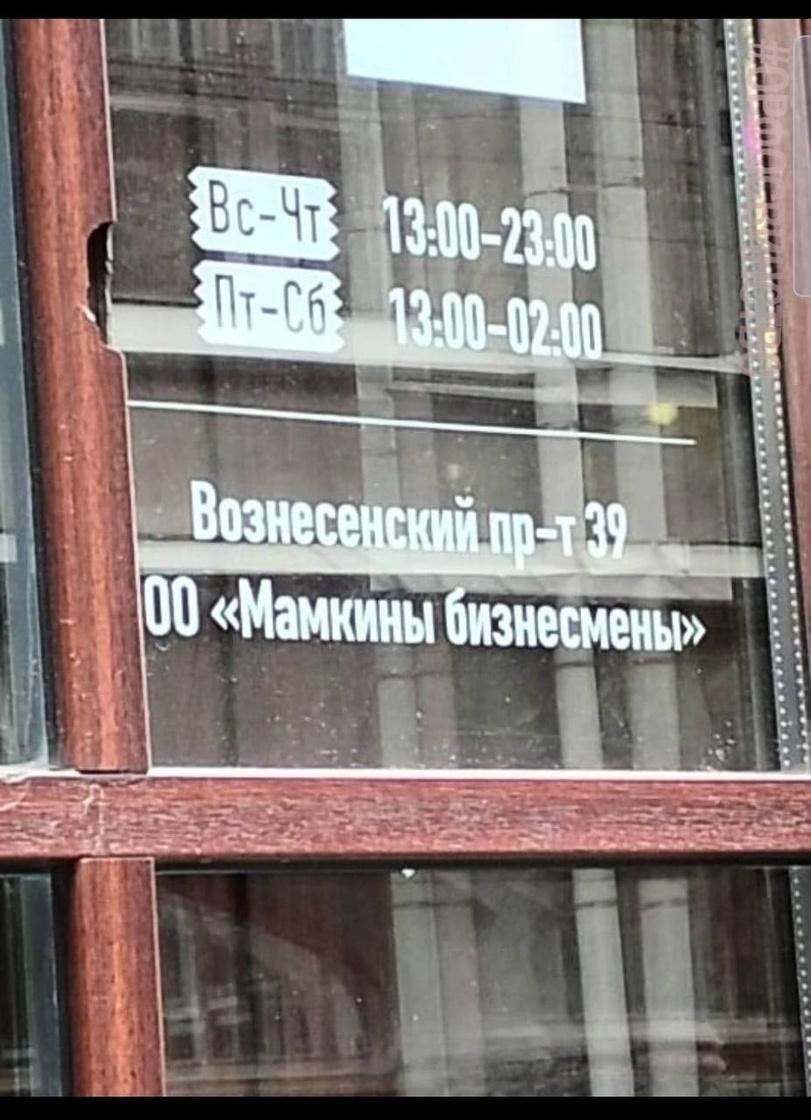 Вс-Чт 13:00-23:00
Пт-Сб 13:00-02:00
Вознесенский пр-т 39
ОО «Мамкины бизнесмены»